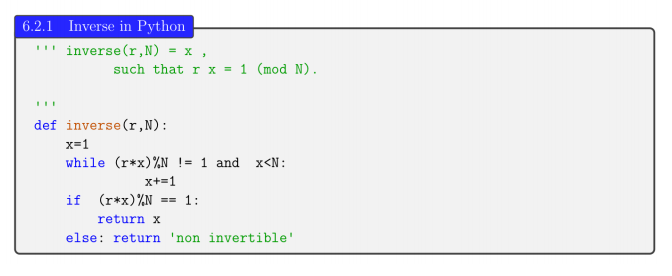 6.2.1 Inverse in Python
''' inverse(r,N) = x ,
          such that r x = 1 (mod N).
'''
def inverse(r,N):
    x=1
    while (r*x)%N != 1 and  x<N:
              x+=1
    if  (r*x)%N == 1:
        return x
    else: return 'non invertible'